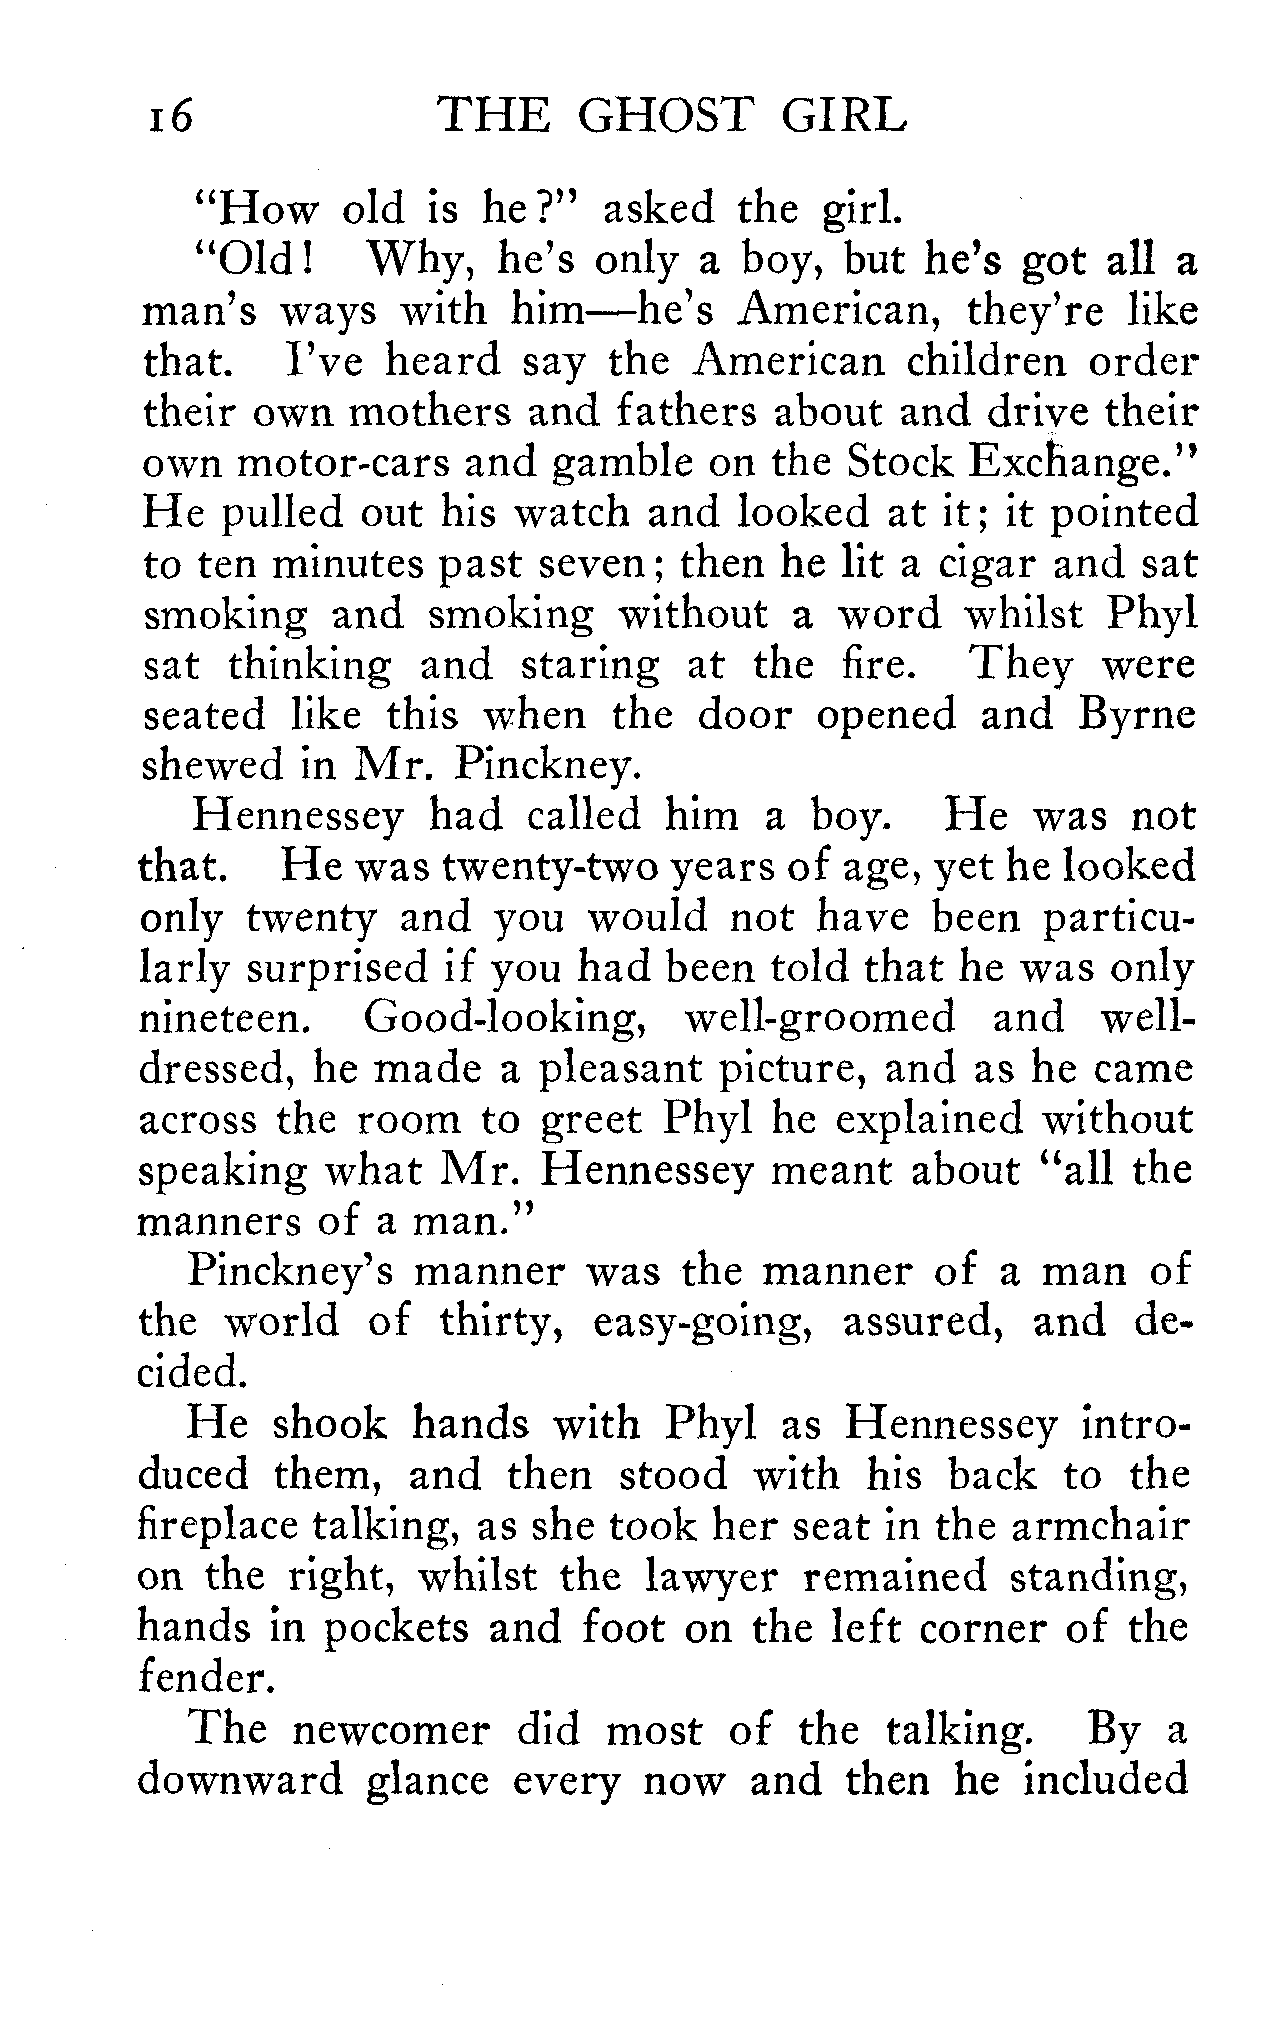 16 THE GHOST GIRL
"How old is he?" asked the girl.
"Old! Why, he's only a boy, but he's got all a
man's ways with him—he's American, they're like
that. I've heard say the American children order
their own mothers and fathers about and drive their
own motor-cars and gamble on the Stock Exchange."
He pulled out his watch and looked at it; it pointed
to ten minutes past seven; then he lit a cigar and sat
smoking and smoking without a word whilst Phyl
sat thinking and staring at the fire. They were
seated like this when the door opened and Byrne
shewed in Mr. Pinckney.
Hennessey had called him a boy. He was not
that. He was twenty-two years of age, yet he looked
only twenty and you would not have been particu-
larly surprised if you had been told that he was only
nineteen. Good-looking, well-groomed and well-
dressed, he made a pleasant picture, and as he came
across the room to greet Phyl he explained without
speaking what Mr. Hennessey meant about "all the
manners of a man."
Pinckney's manner was the manner of a man of
the world of thirty, easy-going, assured, and de-
cided.
He shook hands with Phyl as Hennessey intro-
duced them, and then stood with his back to the
fireplace talking, as she took her seat in the armchair
on the right, whilst the lawyer remained standing,
hands in pockets and foot on the left corner of the
fender.
The newcomer did most of the talking. By a
downward glance every now and then he included